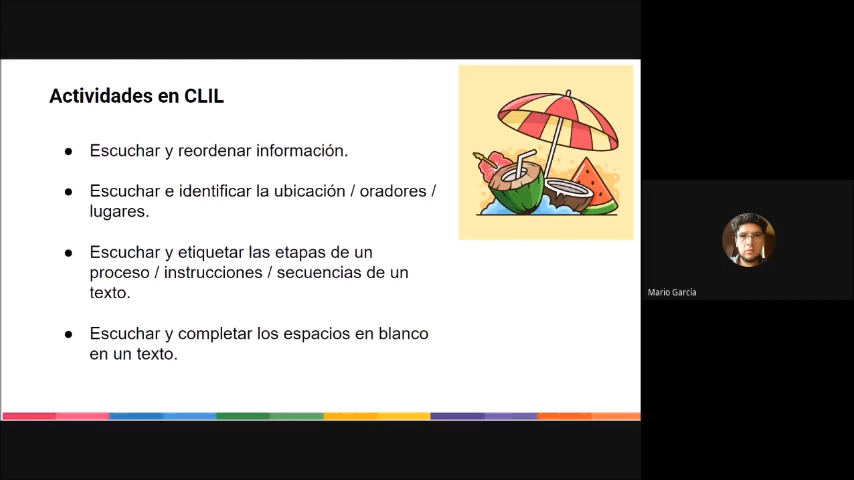 Actividades en CLIL
● Escuchar y reordenar información.
● Escuchar e identificar la ubicación / oradores /
lugares.
● Escuchar y etiquetar las etapas de un
proceso / instrucciones / secuencias de un
texto.
● Escuchar y completar los espacios en blanco
en un texto.
Mario García